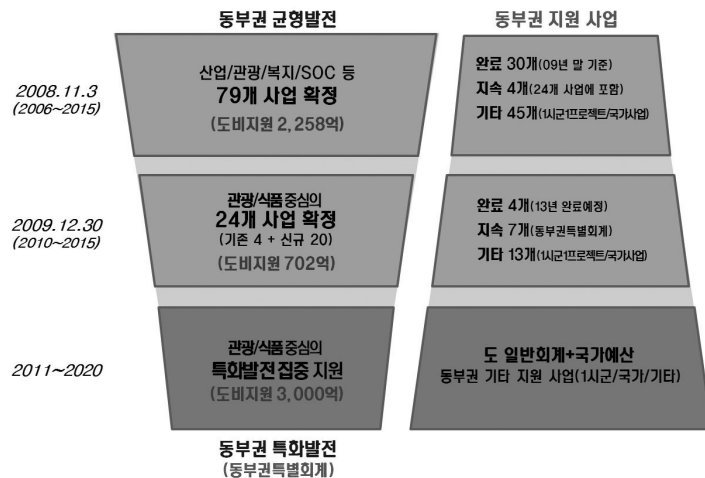 동부권 균형발전
동부권 지원 사업
2008.11.3
(2006~2015)
산업/관광/복지/SOC 등
79개 사업 확정
(도비지원 2,258억)
완료 30개(09년 말 기준)
지속 4개(24개 사업에 포함)
기타 45개(1시군1프로젝트/국가사업)
2009.12.30
(2010~2015)
관광/식품 중심의
24개 사업 확정
(기존 4 + 신규 20)
(도비지원 702억)
완료 4개(13년 완료예정)
지속 7개(동부권특별회계)
기타 13개(1시군1프로젝트/국가사업)
2011~2020
관광/식품 중심의
특화발전 집중 지원
(도비지원 3,000억)
도 일반회계+국가예산
동부권 기타 지원 사업(1시군/국가/기타)
동부권 특화발전
(동부권특별회계)